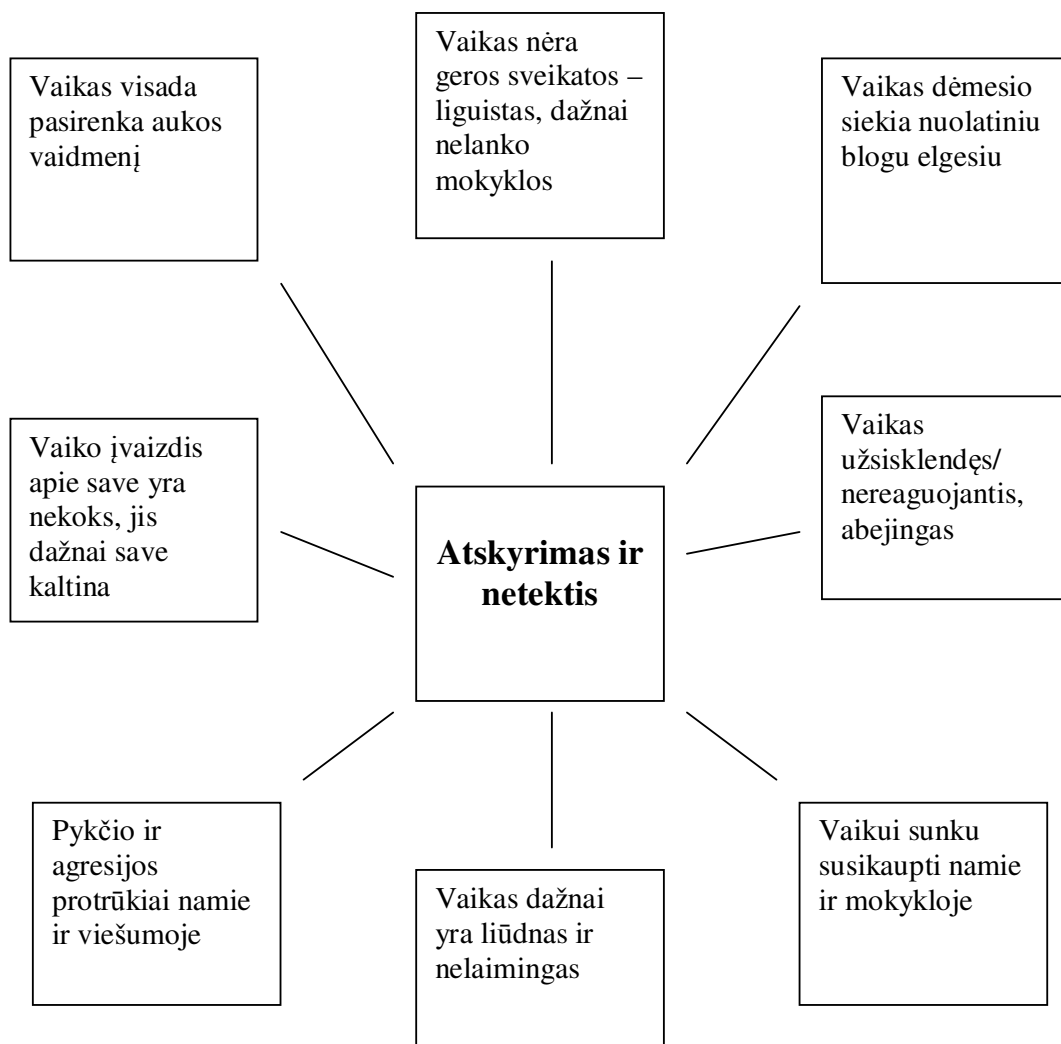 Vaikas visada
pasirenka aukos
vaidmenį
Vaikas nėra
geros sveikatos –
liguistas, dažnai
nelanko
mokyklos
Vaikas dėmesio
siekia nuolatiniu
blogu elgesiu
Vaiko įvaizdis
apie save yra
nekoks, jis
dažnai save
kaltina
Atskyrimas ir
netektis
Vaikas
užsisklendęs/
nereaguojantis,
abejingas
Pykčio ir
agresijos
protrūkiai namie
ir viešumoje
Vaikas dažnai
yra liūdnas ir
nelaimingas
Vaikui sunku
susikaupti namie
ir mokykloje